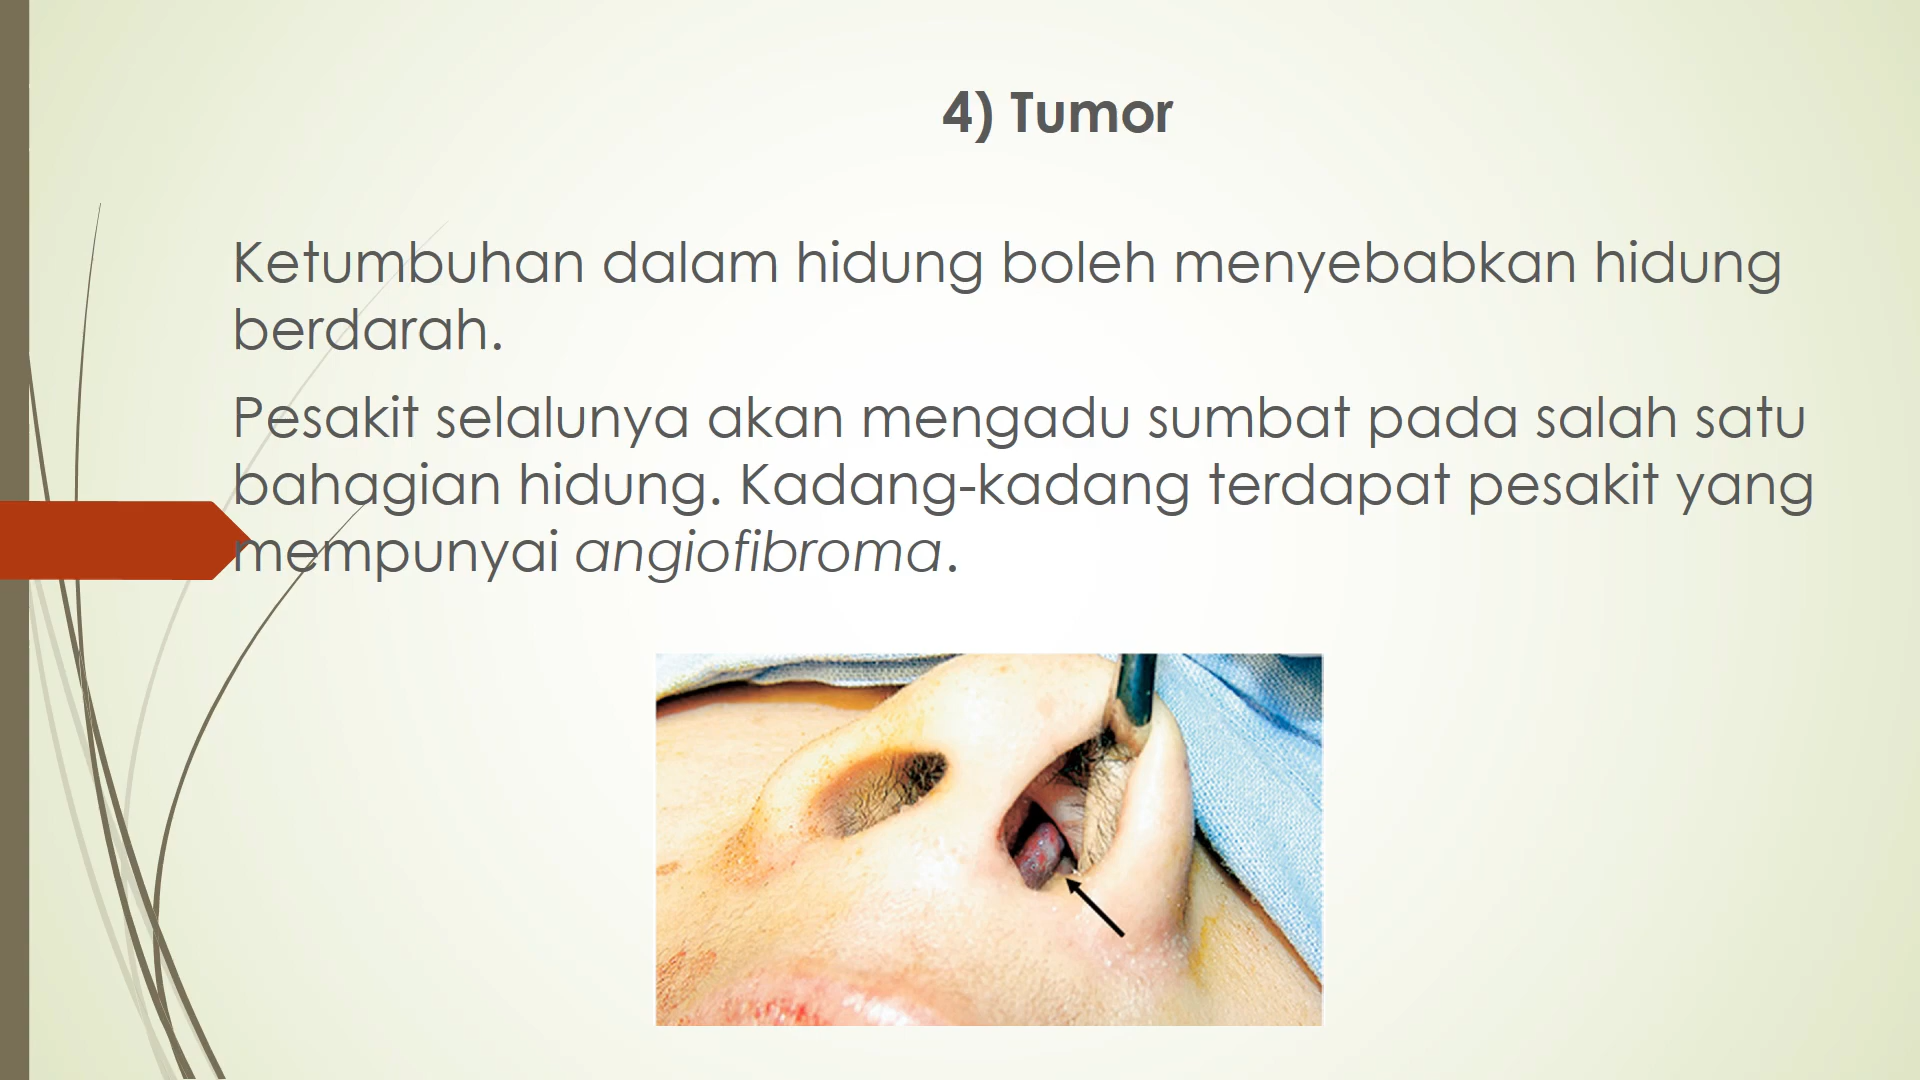 4) Tumor
Ketumbuhan dalam hidung boleh menyebabkan hidung
berdarah.
Pesakit selalunya akan mengadu sumbat pada salah satu
bahagian hidung. Kadang-kadang terdapat pesakit yang
mempunyai angiofibroma.